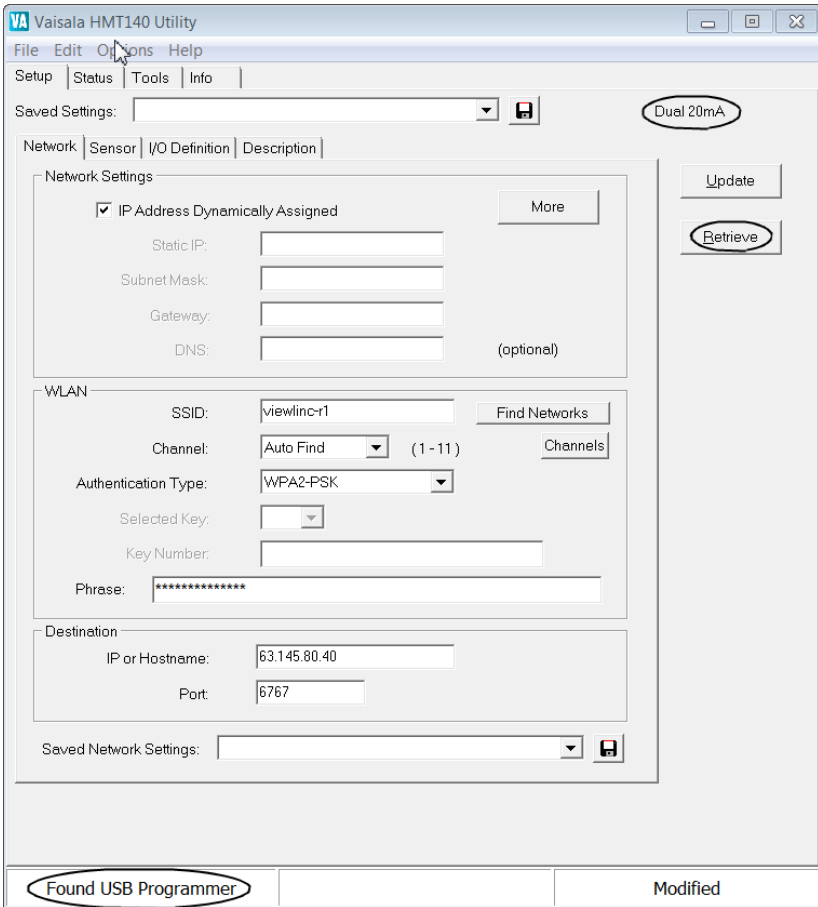 VA Vaisala HMT140 Utility
File Edit Options Help
Setup Status Tools Info
Saved Settings:
Dual 20mA
Network Sensor I/O Definition Description
Network Settings
Update
IP Address Dynamically Assigned
More
Retrieve
Static IP:
Subnet Mask:
Gateway:
DNS:
(optional)
WLAN
SSID: viewlinc-r1 Find Networks
Channel: Auto Find (1-11) Channels
Authentication Type: WPA2-PSK
Selected Key:
Key Number:
Phrase: **************
Destination
IP or Hostname: 63.145.80.40
Port: 6767
Saved Network Settings:
Found USB Programmer Modified